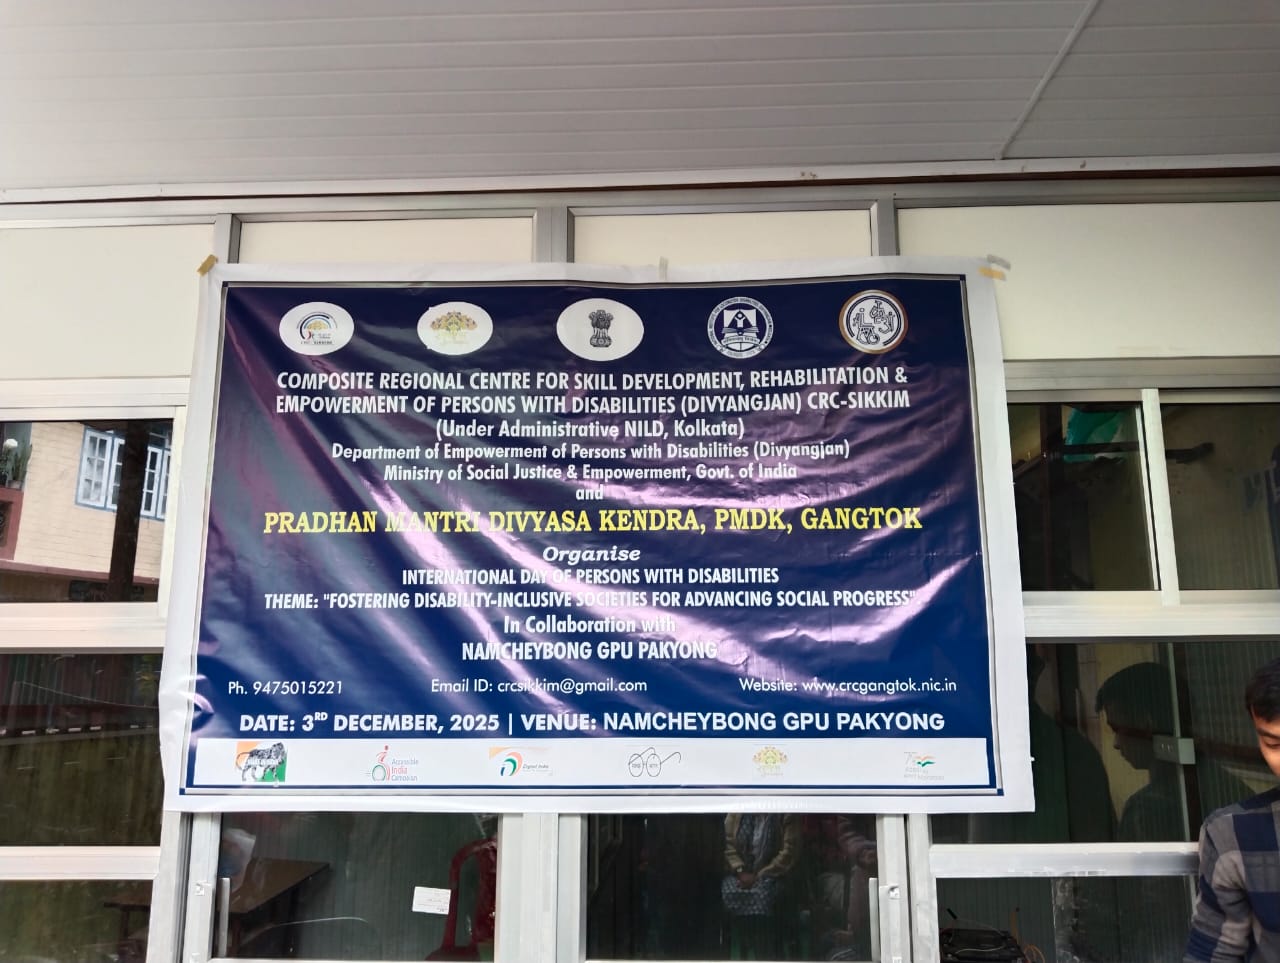 COMPOSITE REGIONAL CENTRE FOR SKILL DEVELOPMENT, REHABILITATION &
EMPOWERMENT OF PERSONS WITH DISABILITIES (DIVYANGJAN) CRC-SIKKIM
(Under Administrative NILD, Kolkata)
Department of Empowerment of Persons with Disabilities (Divyangjan)
Ministry of Social Justice & Empowerment, Govt. of India
and
PRADHAN MANTRI DIVYASA KENDRA, PMDK, GANGTOK
Organise
INTERNATIONAL DAY OF PERSONS WITH DISABILITIES
THEME: "FOSTERING DISABILITY-INCLUSIVE SOCIETIES FOR ADVANCING SOCIAL PROGRESS".
In Collaboration with
NAMCHEYBONG GPU PAKYONG
Ph. 9475015221 Email ID: crcsikkim@gmail.com Website: www.crcgangtok.nic.in
DATE: 3RD DECEMBER, 2025 | VENUE: NAMCHEYBONG GPU PAKYONG
Accessible
India
Campaign
Digital India